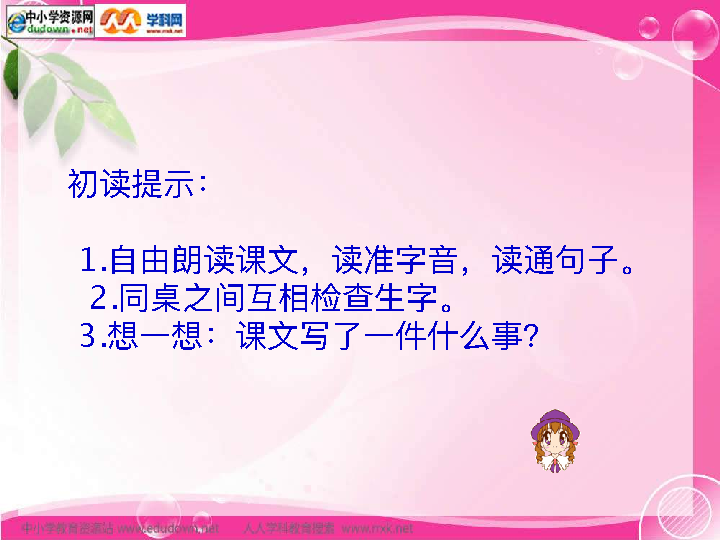 中小学资源网
dudown.net
学科网
www.nxk.net
初读提示：
1.自由朗读课文，读准字音，读通句子。
2.同桌之间互相检查生字。
3.想一想：课文写了一件什么事？
中小学教育资源站 www.edudown.net 人人学科教育搜索 www.nxk.net